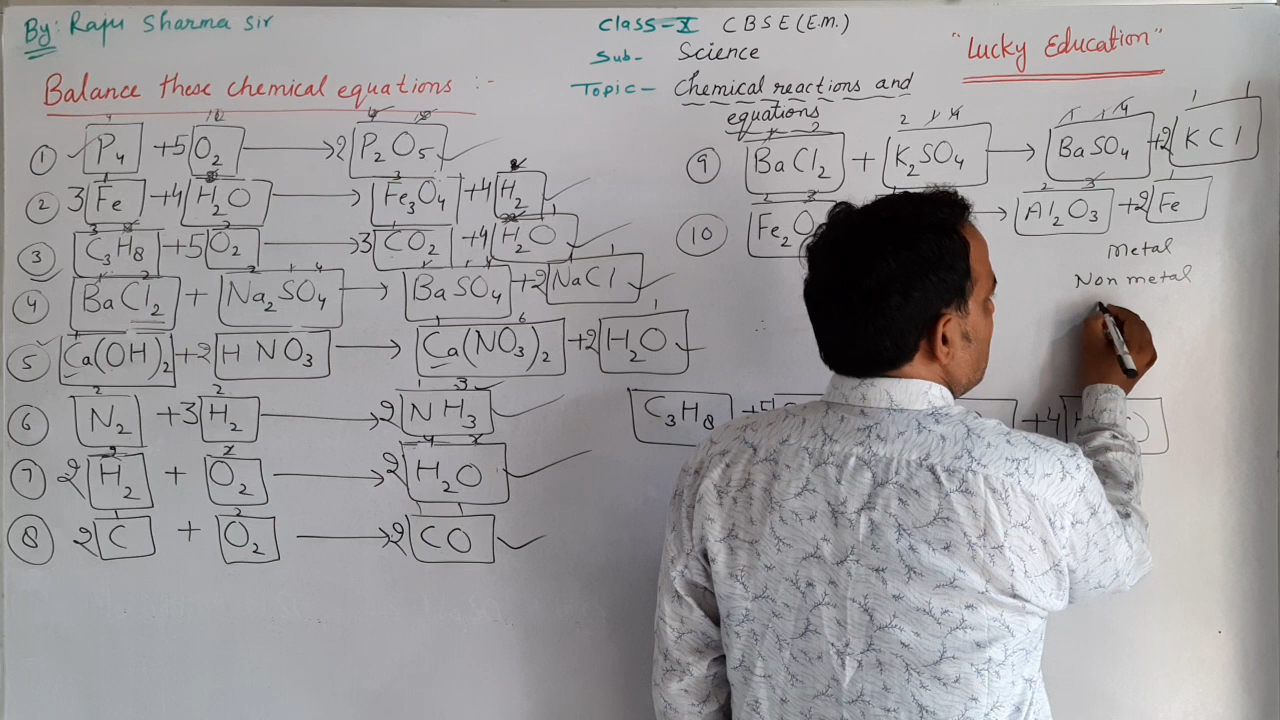 By: Raju Sharma Sir
Class-X CBSE (E.m.)
Sub- Science
Topic- Chemical reactions and equations
"Lucky Education"
Balance these chemical equations :-
① P₄ + 5 O₂ → 2 P₂O₅
② 3 Fe + 4 H₂O → Fe₃O₄ + 4 H₂
③ C₃H₈ + 5 O₂ → 3 CO₂ + 4 H₂O
④ BaCl₂ + Na₂SO₄ → BaSO₄ + 2 NaCl
⑤ Ca(OH)₂ + 2 HNO₃ → Ca(NO₃)₂ + 2 H₂O
⑥ N₂ + 3 H₂ → 2 NH₃
⑦ 2 H₂ + O₂ → 2 H₂O
⑧ 2 C + O₂ → 2 CO
⑨ BaCl₂ + K₂SO₄ → BaSO₄ + 2 KCl
⑩ Fe₂O → Al₂O₃ + 2 Fe
Metal
Non metal
C₃H₈ + 5 + 4